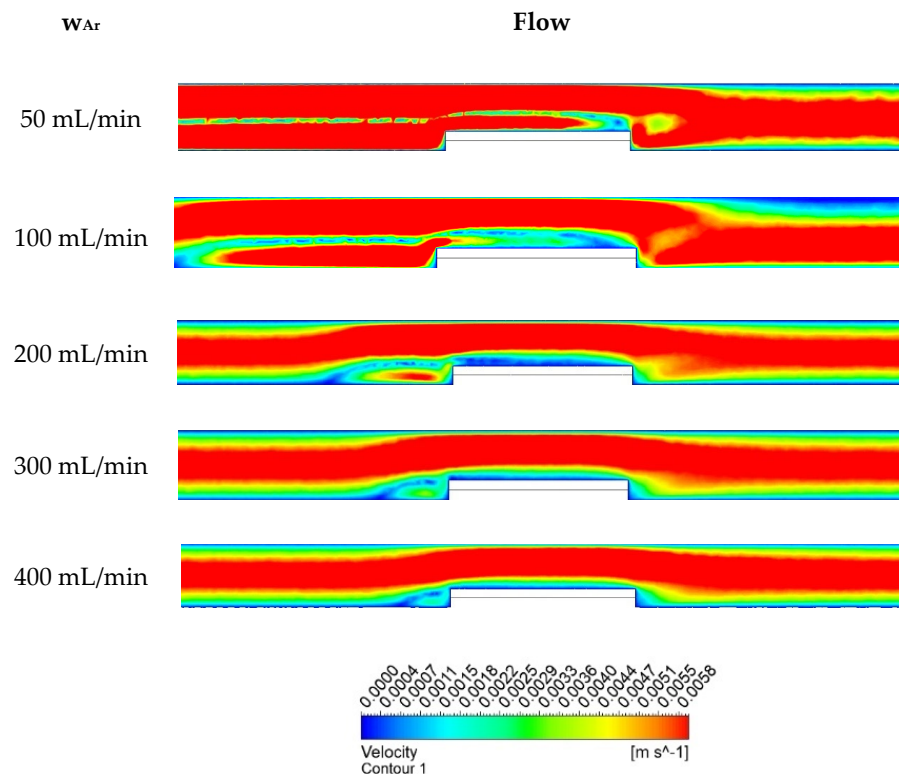 wAr Flow
50 mL/min
100 mL/min
200 mL/min
300 mL/min
400 mL/min
0.0000 0.0004 0.0007 0.0011 0.0015 0.0018 0.0022 0.0025 0.0029 0.0033 0.0036 0.0040 0.0044 0.0047 0.0051 0.0055 0.0058
Velocity [m s^-1]
Contour 1